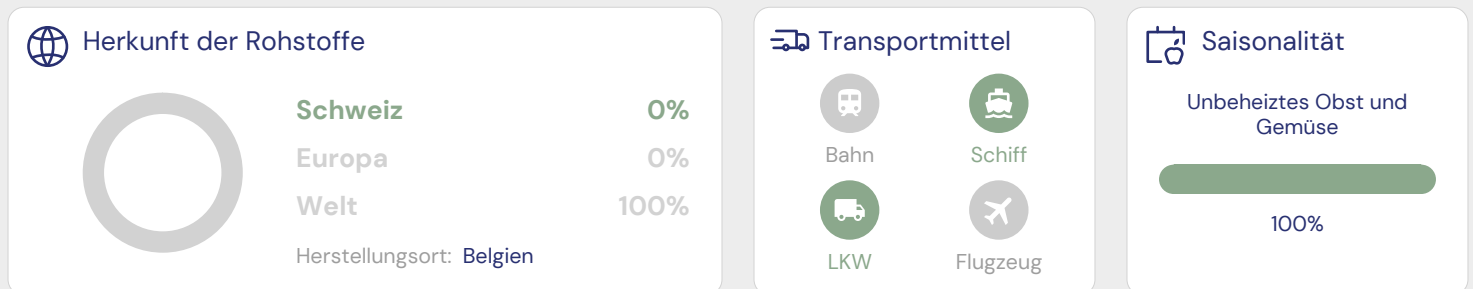 Herkunft der Rohstoffe
Schweiz 0%
Europa 0%
Welt 100%
Herstellungsort: Belgien
Transportmittel
Bahn
Schiff
LKW
Flugzeug
Saisonalität
Unbeheiztes Obst und
Gemüse
100%